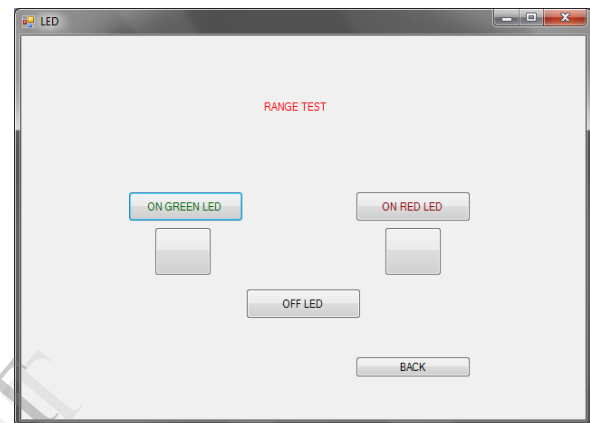 LED
RANGE TEST
ON GREEN LED
ON RED LED
OFF LED
BACK